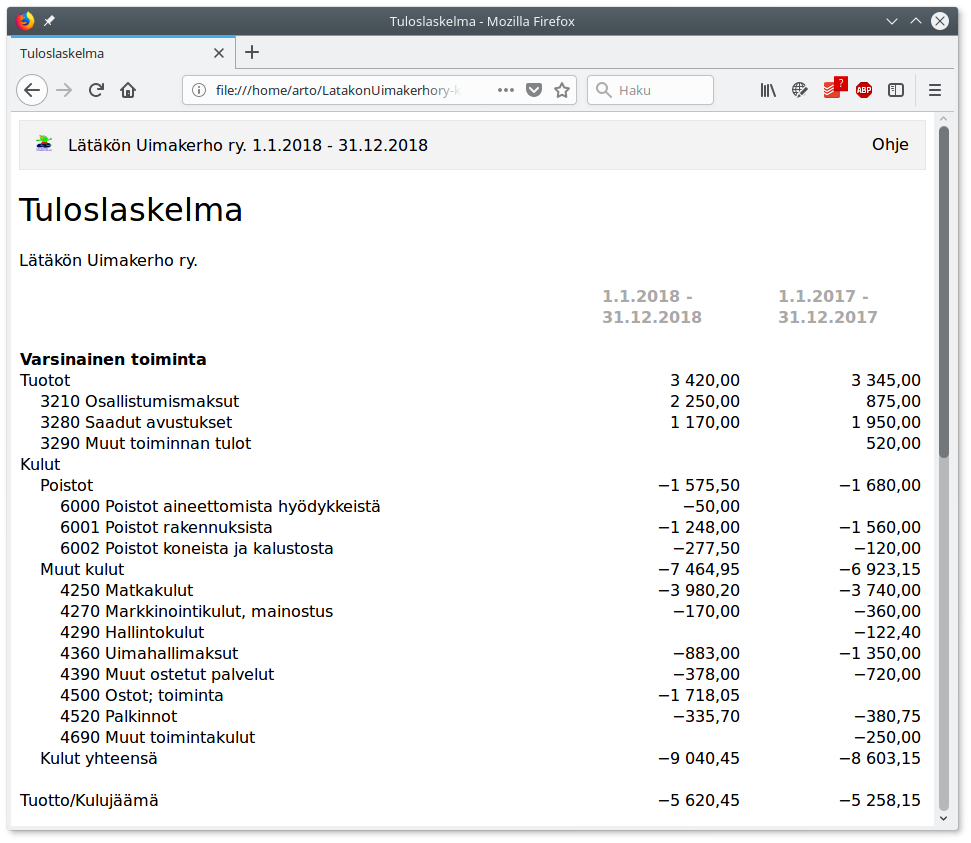 Tuloslaskelma - Mozilla Firefox
Tuloslaskelma
file:///home/arto/LatakonUimakerhory-k
Haku
ABP
?
Lätäkön Uimakerho ry. 1.1.2018 - 31.12.2018 Ohje
Tuloslaskelma
Lätäkön Uimakerho ry.
1.1.2018 - 1.1.2017 -
31.12.2018 31.12.2017
Varsinainen toiminta
Tuotot 3 420,00 3 345,00
3210 Osallistumismaksut 2 250,00 875,00
3280 Saadut avustukset 1 170,00 1 950,00
3290 Muut toiminnan tulot 520,00
Kulut
Poistot −1 575,50 −1 680,00
6000 Poistot aineettomista hyödykkeistä −50,00
6001 Poistot rakennuksista −1 248,00 −1 560,00
6002 Poistot koneista ja kalustosta −277,50 −120,00
Muut kulut −7 464,95 −6 923,15
4250 Matkakulut −3 980,20 −3 740,00
4270 Markkinointikulut, mainostus −170,00 −360,00
4290 Hallintokulut −122,40
4360 Uimahallimaksut −883,00 −1 350,00
4390 Muut ostetut palvelut −378,00 −720,00
4500 Ostot; toiminta −1 718,05
4520 Palkinnot −335,70 −380,75
4690 Muut toimintakulut −250,00
Kulut yhteensä −9 040,45 −8 603,15
Tuotto/Kulujäämä −5 620,45 −5 258,15